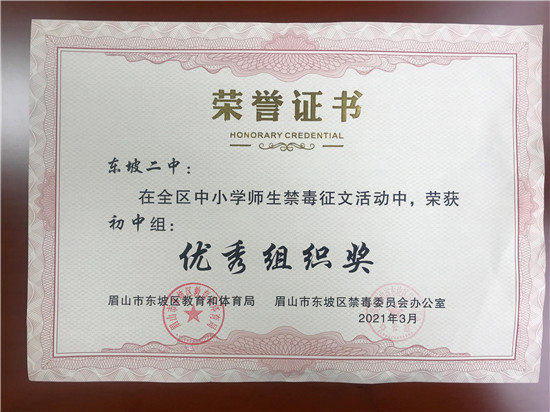 荣誉证书
HONORARY CREDENTIAL
东坡二中：
在全区中小学师生禁毒征文活动中，荣获
初中组：
优秀组织奖
眉山市东坡区教育和体育局 眉山市东坡区禁毒委员会办公室
2021年3月